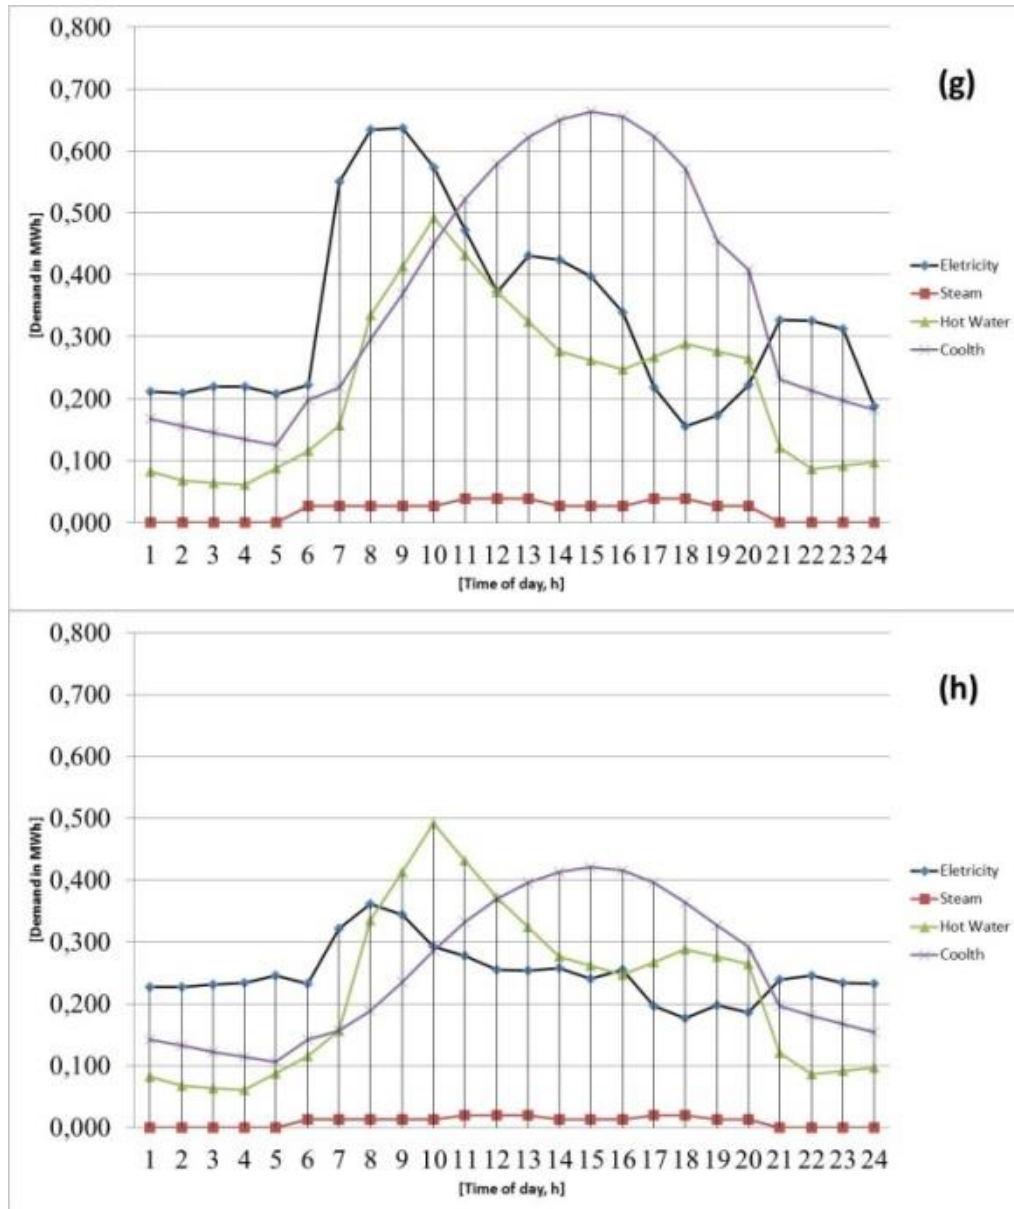 0,800
0,700
0,600
0,500
0,400
0,300
0,200
0,100
0,000
[Demand in MWh]
1 2 3 4 5 6 7 8 9 10 11 12 13 14 15 16 17 18 19 20 21 22 23 24
[Time of day, h]
(g)
Eletricity
Steam
Hot Water
Coolth
0,800
0,700
0,600
0,500
0,400
0,300
0,200
0,100
0,000
[Demand in MWh]
1 2 3 4 5 6 7 8 9 10 11 12 13 14 15 16 17 18 19 20 21 22 23 24
[Time of day, h]
(h)
Eletricity
Steam
Hot Water
Coolth